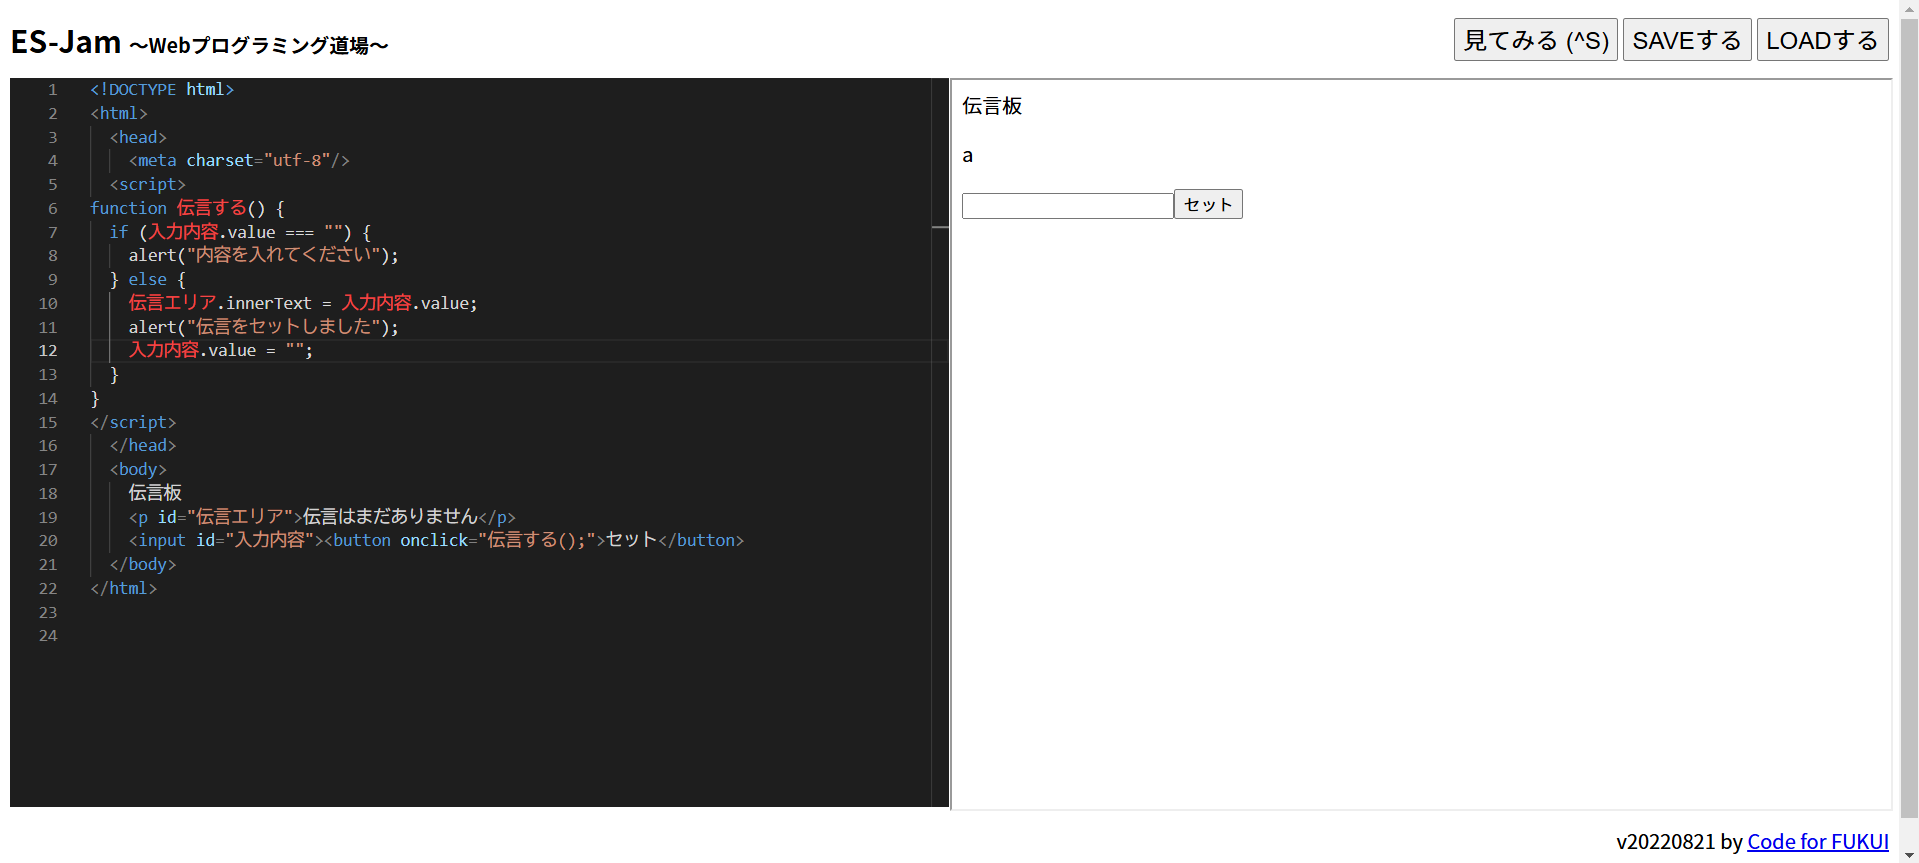 ES-Jam ～Webプログラミング道場～
見てみる (^S) SAVEする LOADする
1 <!DOCTYPE html>
2 <html>
3 <head>
4 <meta charset="utf-8"/>
5 <script>
6 function 伝言する() {
7 if (入力内容.value === "") {
8 alert("内容を入れてください");
9 } else {
10 伝言エリア.innerText = 入力内容.value;
11 alert("伝言をセットしました");
12 入力内容.value = "";
13 }
14 }
15 </script>
16 </head>
17 <body>
18 伝言板
19 <p id="伝言エリア">伝言はまだありません</p>
20 <input id="入力内容"><button onclick="伝言する();">セット</button>
21 </body>
22 </html>
23
24
伝言板
a
セット
v20220821 by Code for FUKUI